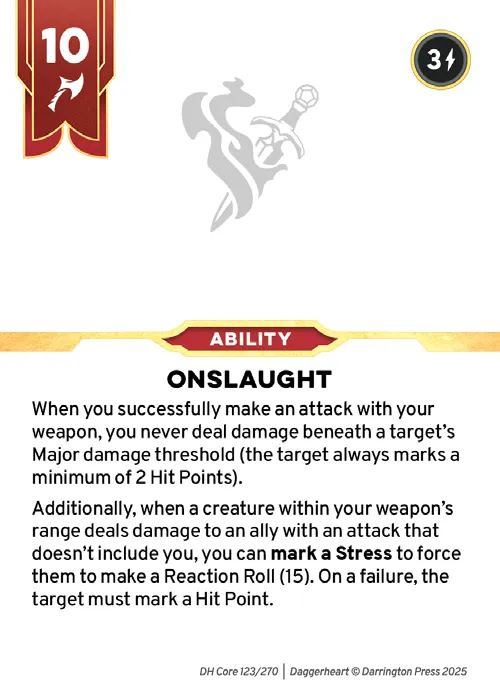 10
3
ABILITY
ONSLAUGHT
When you successfully make an attack with your
weapon, you never deal damage beneath a target's
Major damage threshold (the target always marks a
minimum of 2 Hit Points).
Additionally, when a creature within your weapon's
range deals damage to an ally with an attack that
doesn't include you, you can mark a Stress to force
them to make a Reaction Roll (15). On a failure, the
target must mark a Hit Point.
DH Core 123/270 | Daggerheart © Darrington Press 2025